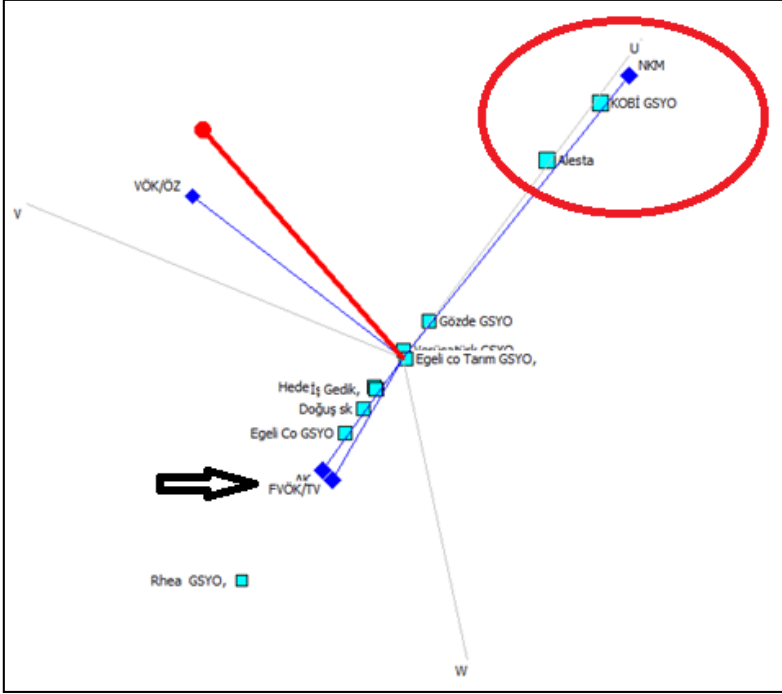 U
NKM
KOBİ GSYO
Alesta
VÖK/ÖZ
V
Gözde GSYO
GSYO
Egeli co Tarım GSYO,
Hede
İş Gedik,
Doğuş sk
Egeli Co GSYO
FVÖK/TV
Rhea GSYO,
W